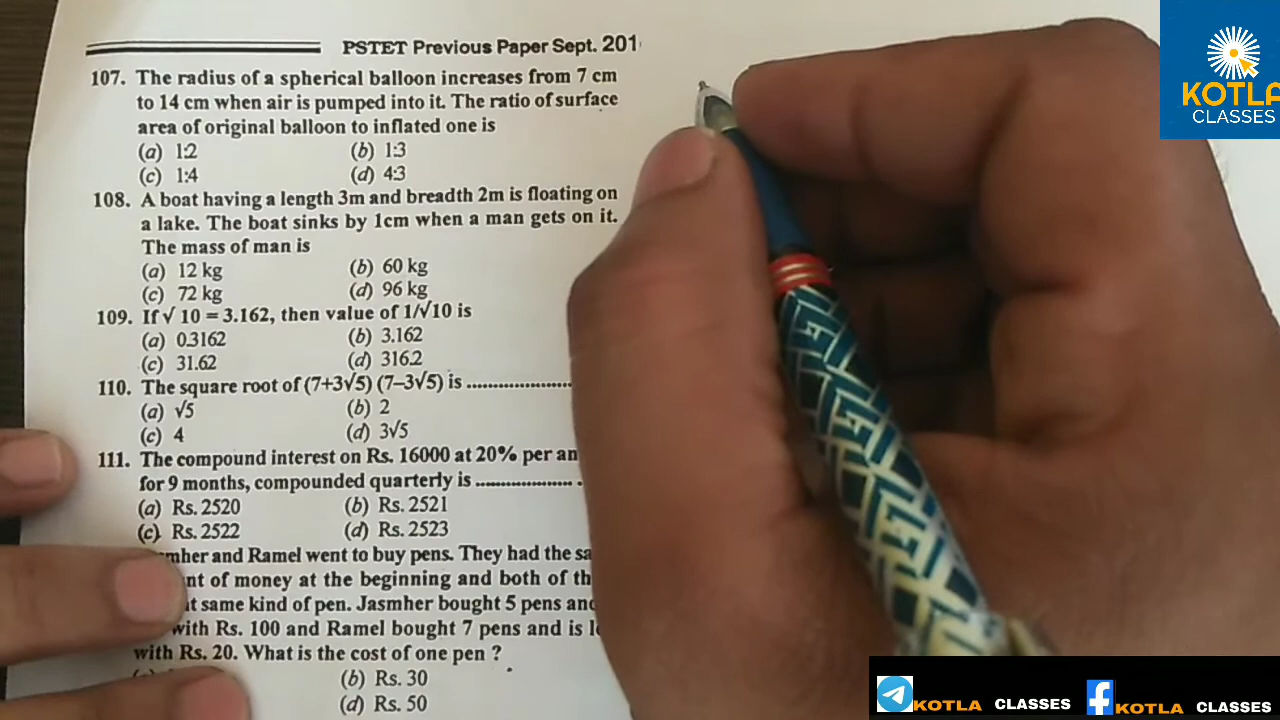 PSTET Previous Paper Sept. 201
KOTLA
CLASSES
107. The radius of a spherical balloon increases from 7 cm
to 14 cm when air is pumped into it. The ratio of surface
area of original balloon to inflated one is
(a) 1:2 (b) 1:3
(c) 1:4 (d) 4:3
108. A boat having a length 3m and breadth 2m is floating on
a lake. The boat sinks by 1cm when a man gets on it.
The mass of man is
(a) 12 kg (b) 60 kg
(c) 72 kg (d) 96 kg
109. If √ 10 = 3.162, then value of 1/√10 is
(a) 0.3162 (b) 3.162
(c) 31.62 (d) 316.2
110. The square root of (7+3√5) (7–3√5) is ......................
(a) √5 (b) 2
(c) 4 (d) 3√5
111. The compound interest on Rs. 16000 at 20% per an
for 9 months, compounded quarterly is .................... .
(a) Rs. 2520 (b) Rs. 2521
(c) Rs. 2522 (d) Rs. 2523
mher and Ramel went to buy pens. They had the sa
nt of money at the beginning and both of th
t same kind of pen. Jasmher bought 5 pens and
with Rs. 100 and Ramel bought 7 pens and is l
with Rs. 20. What is the cost of one pen ?
(b) Rs. 30
(d) Rs. 50
KOTLA CLASSES KOTLA CLASSES